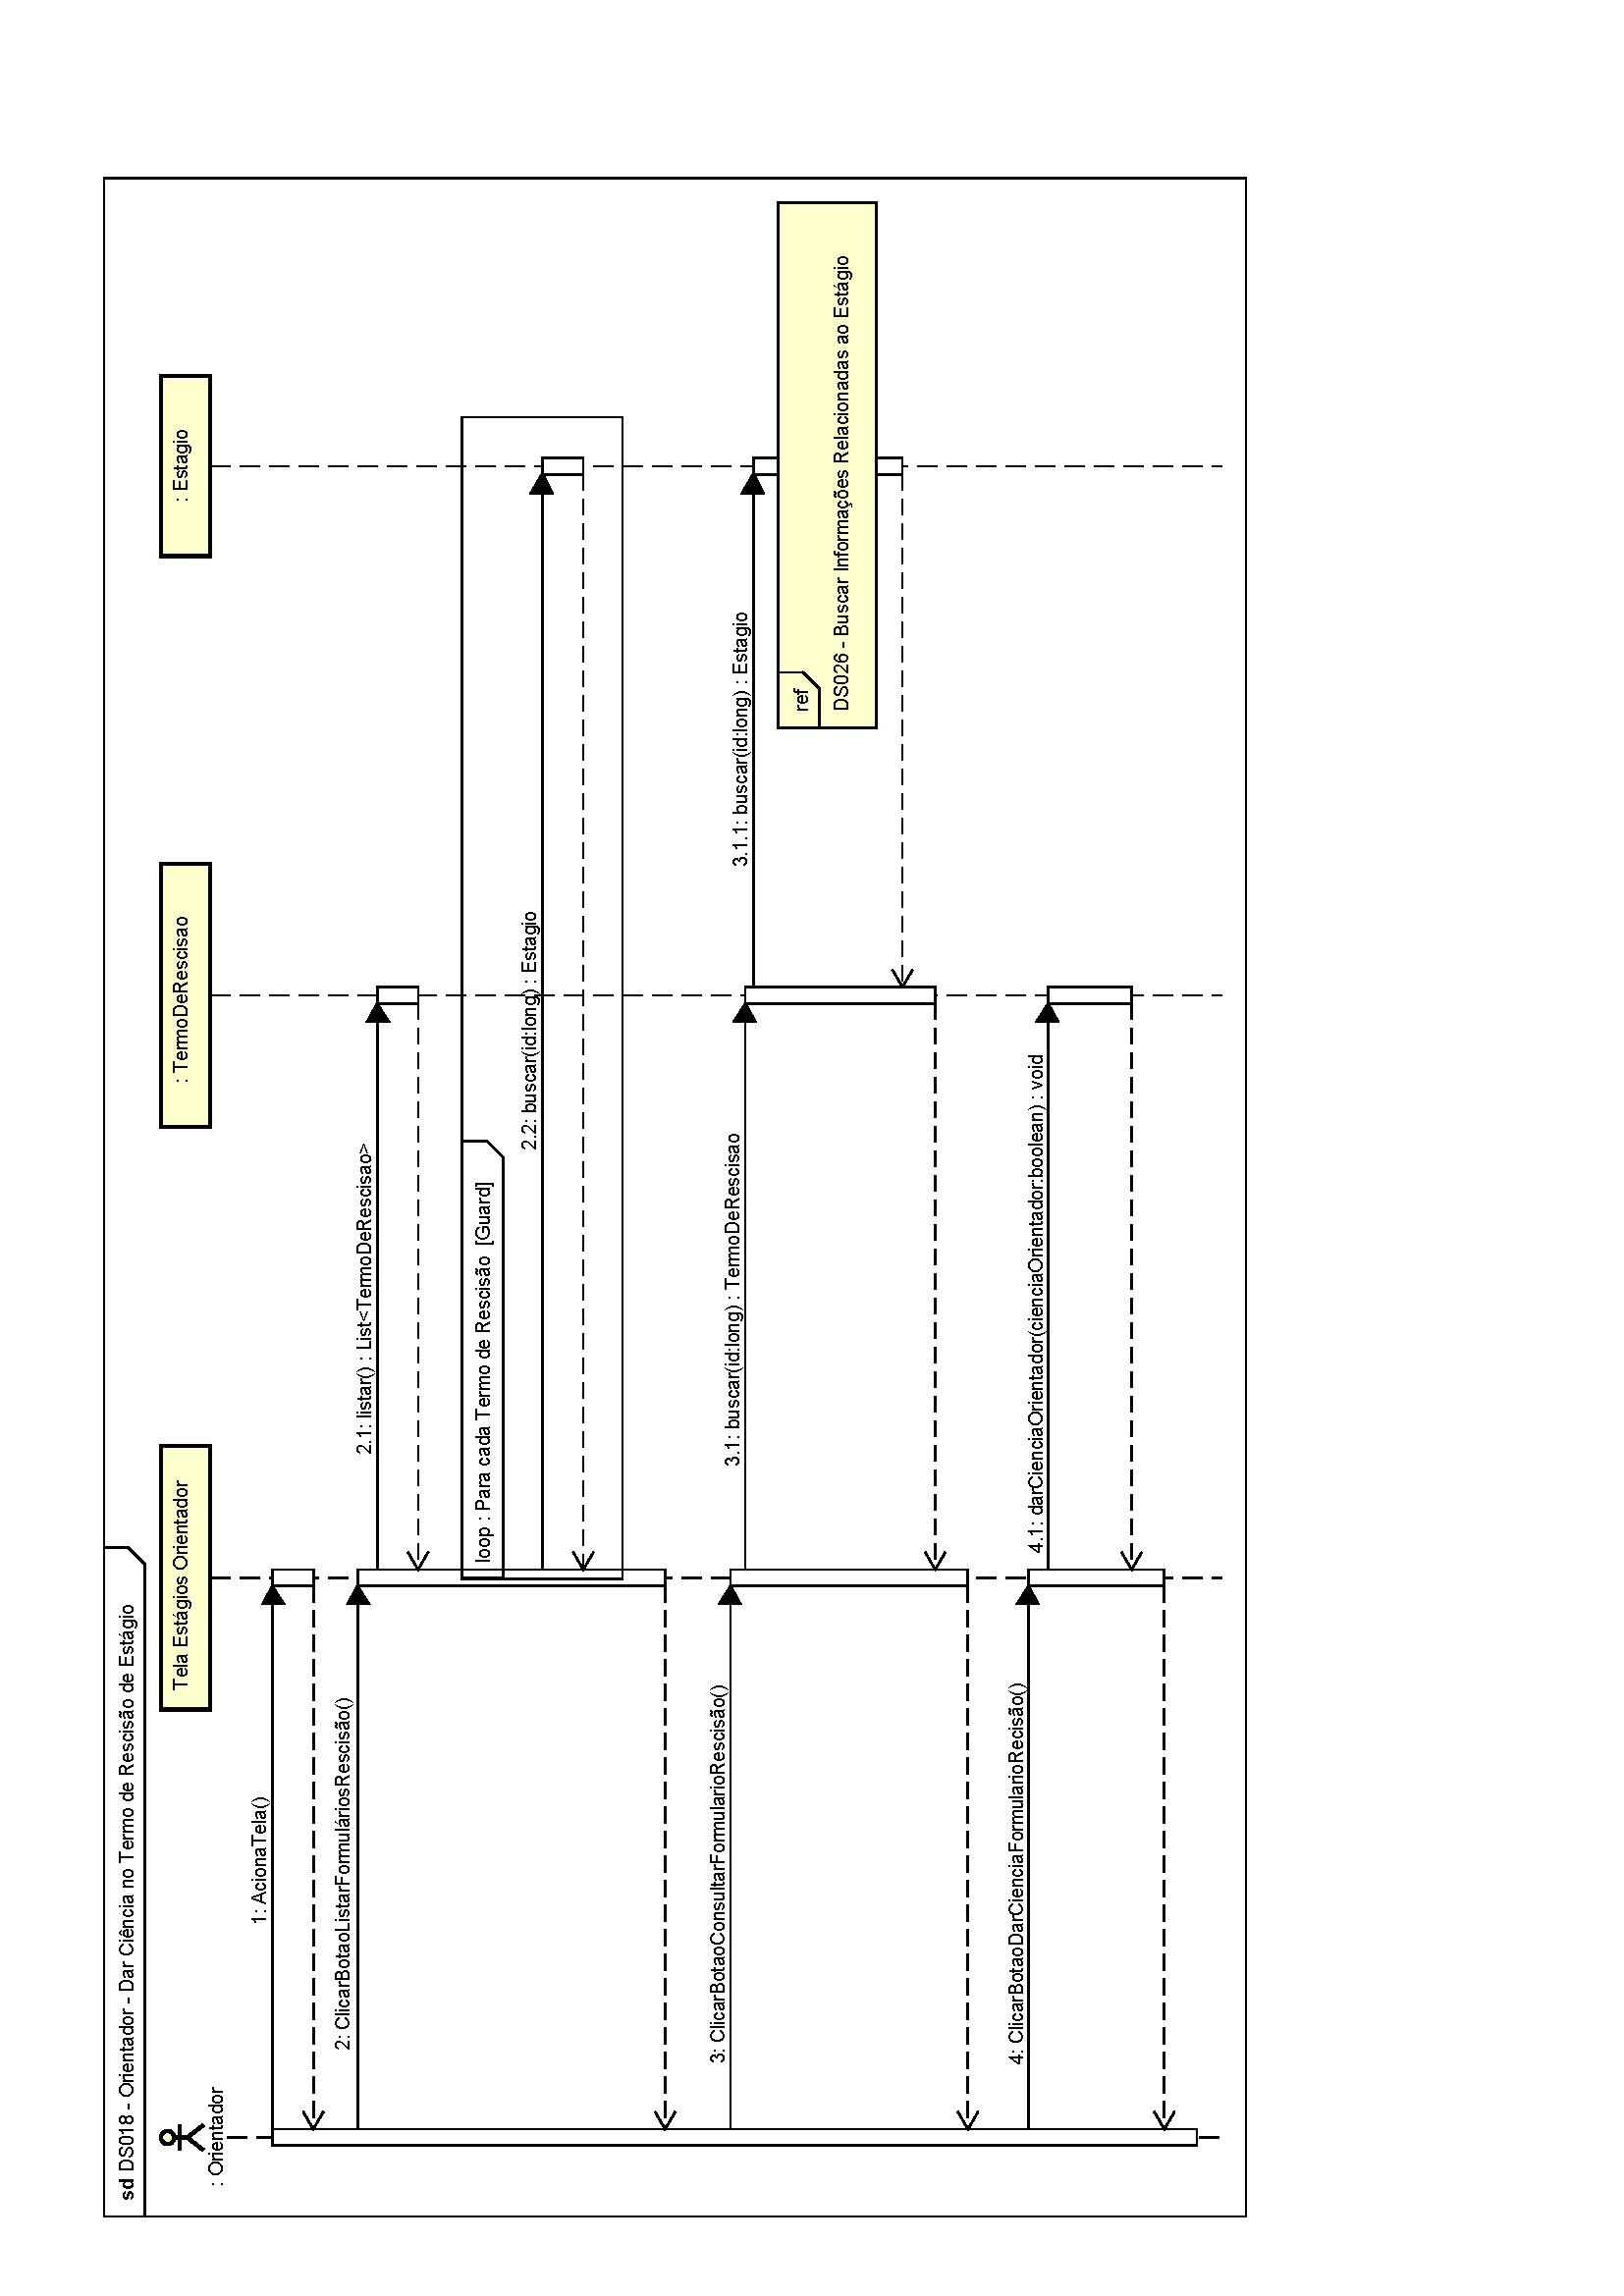 sd DS018 - Orientador - Dar Ciência no Termo de Rescisão de Estágio
: Orientador
Tela Estágios Orientador
: TermoDeRescisao
: Estagio
1: AcionaTela()
2: ClicarBotaoListarFormuláriosRescisão()
2.1: listar() : List<TermoDeRescisao>
loop : Para cada Termo de Rescisão [Guard]
2.2: buscar(id:long) : Estagio
3: ClicarBotaoConsultarFormularioRescisão()
3.1: buscar(id:long) : TermoDeRescisao
3.1.1: buscar(id:long) : Estagio
ref
DS026 - Buscar Informações Relacionadas ao Estágio
4: ClicarBotaoDarCienciaFormularioRecisão()
4.1: darCienciaOrientador(cienciaOrientador:boolean) : void